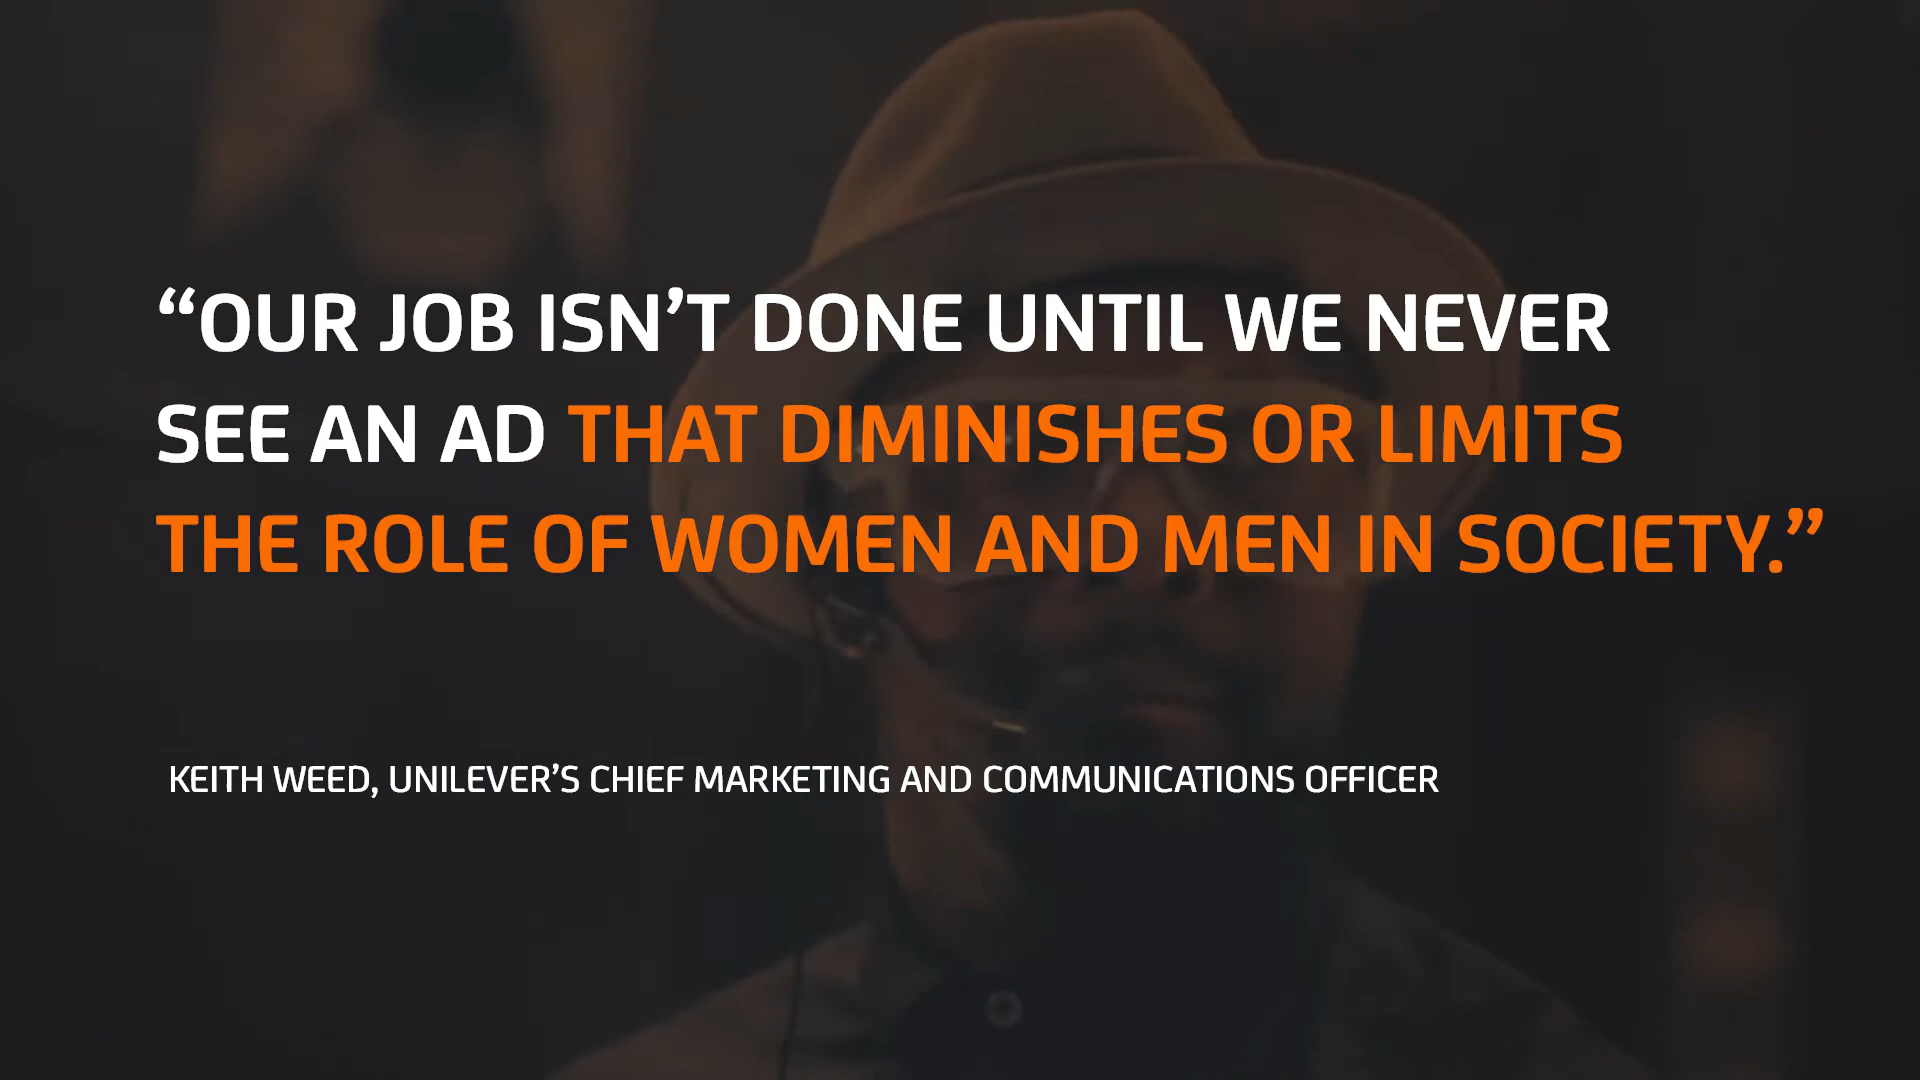 “OUR JOB ISN’T DONE UNTIL WE NEVER
SEE AN AD THAT DIMINISHES OR LIMITS
THE ROLE OF WOMEN AND MEN IN SOCIETY.”
KEITH WEED, UNILEVER’S CHIEF MARKETING AND COMMUNICATIONS OFFICER